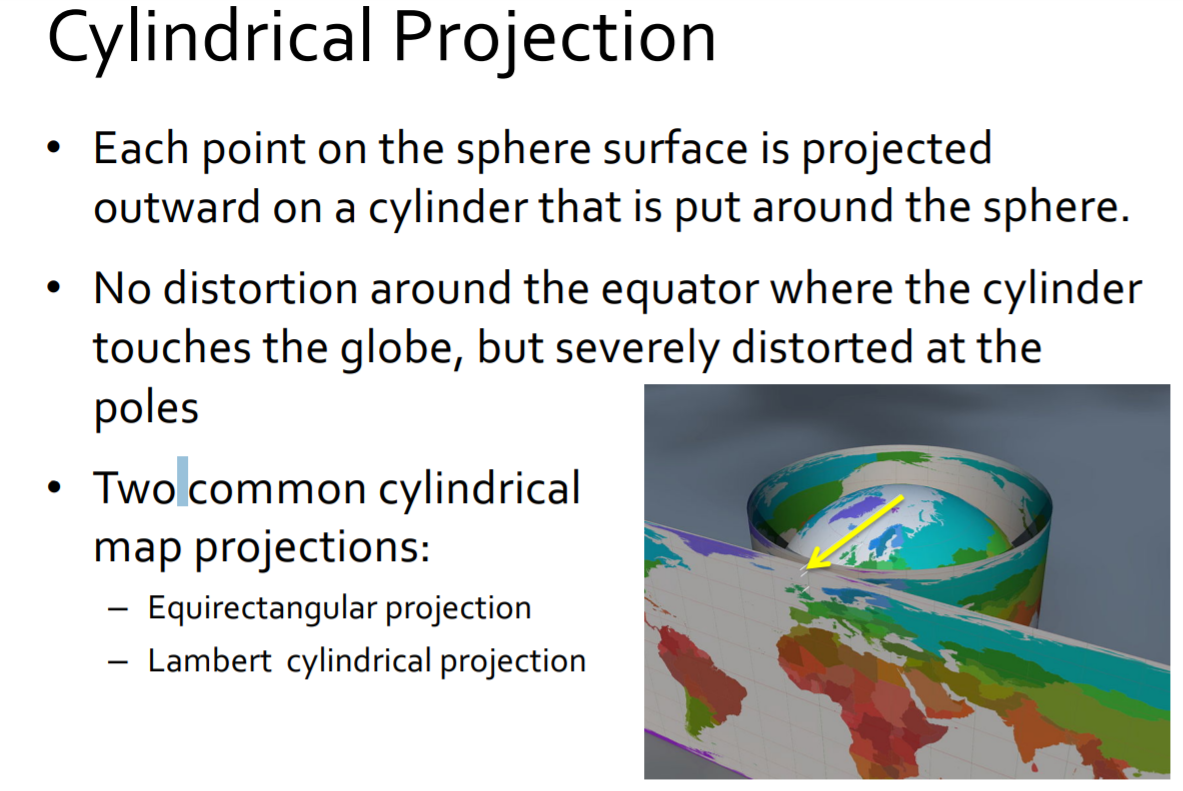 Cylindrical Projection
• Each point on the sphere surface is projected
outward on a cylinder that is put around the sphere.
• No distortion around the equator where the cylinder
touches the globe, but severely distorted at the
poles
• Two common cylindrical
map projections:
– Equirectangular projection
– Lambert cylindrical projection